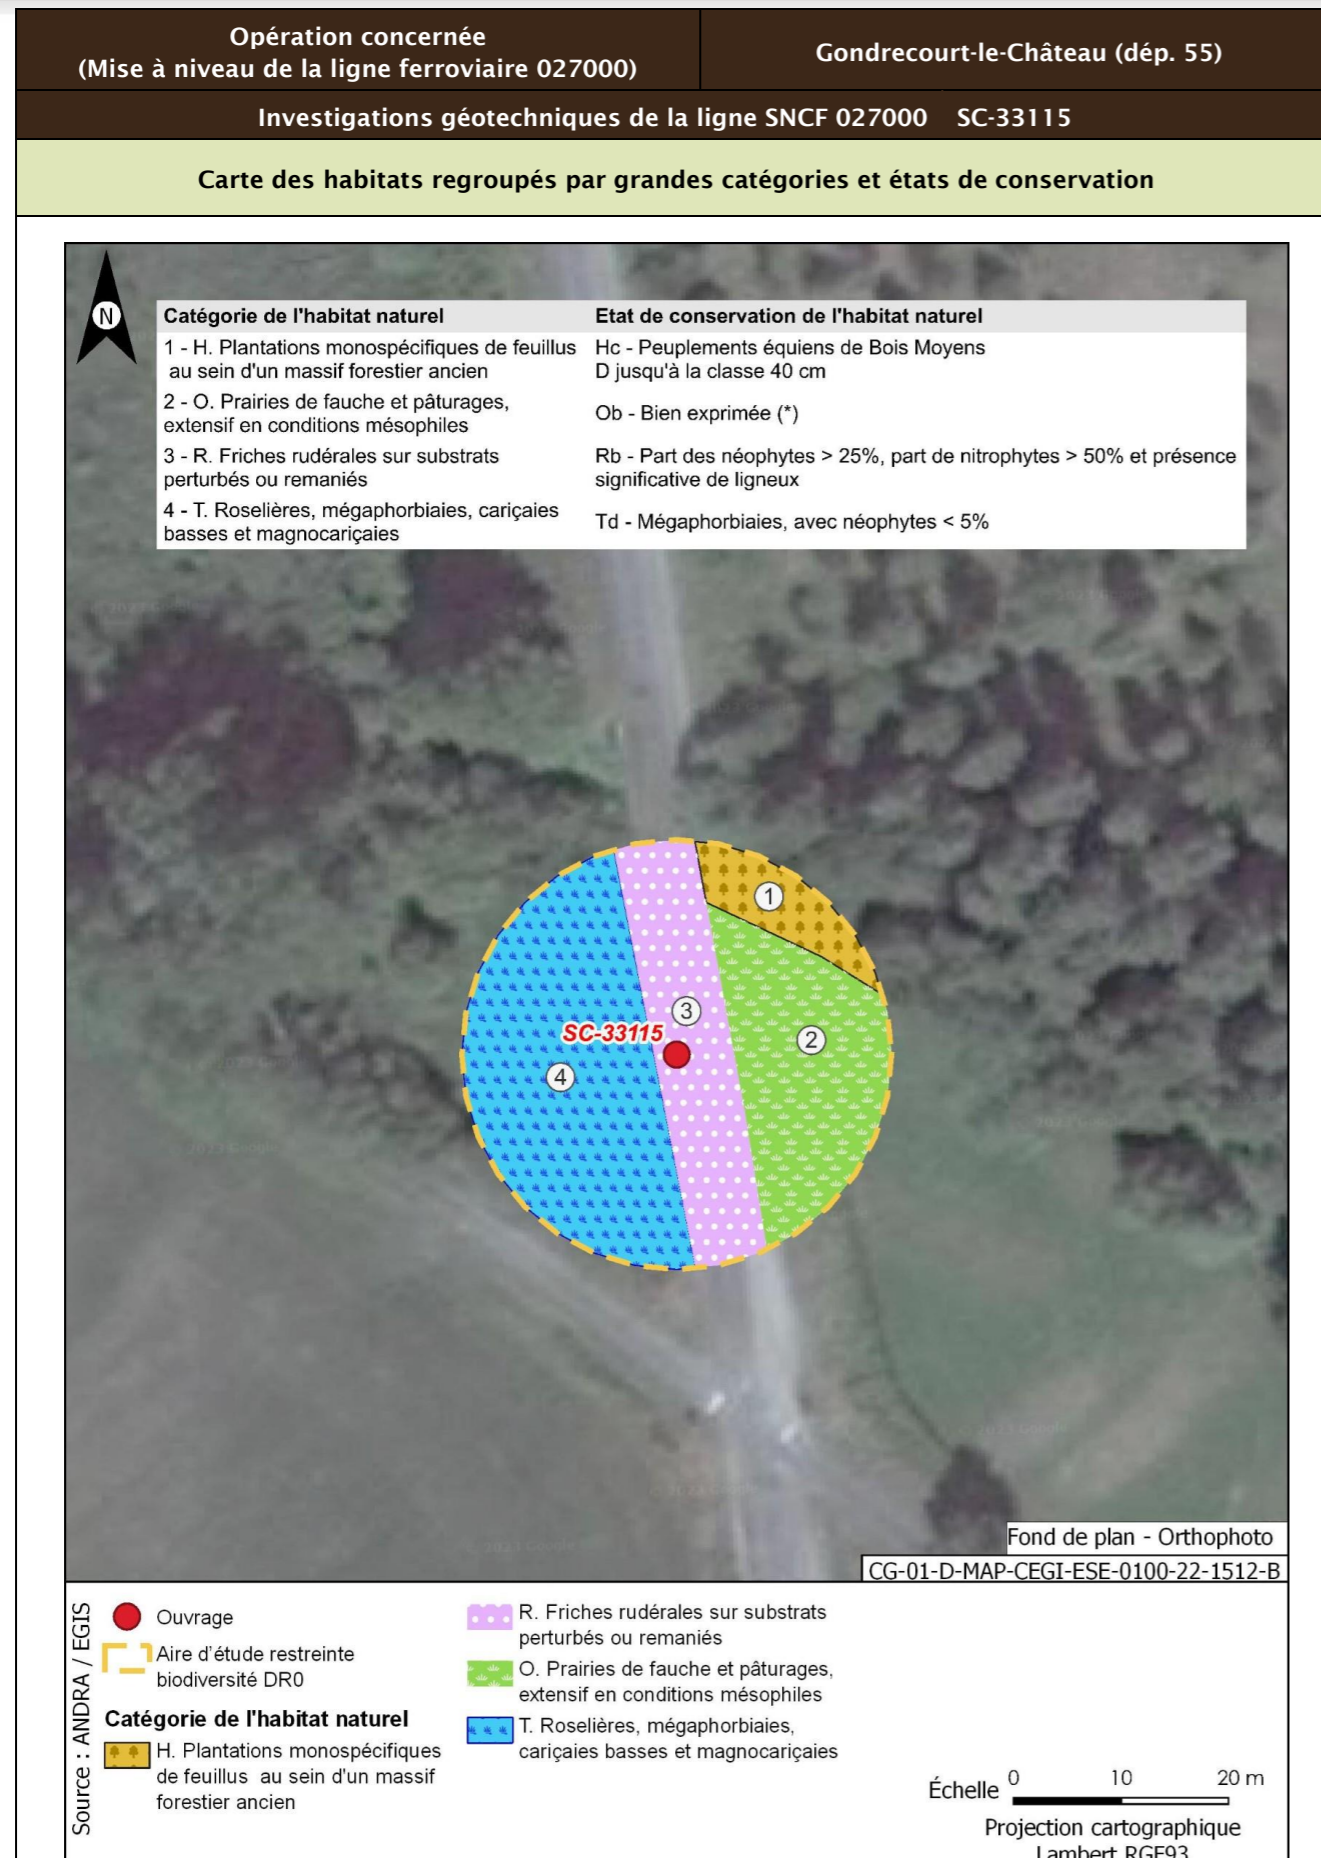 Opération concernée
(Mise à niveau de la ligne ferroviaire 027000)
Gondrecourt-le-Château (dép. 55)
Investigations géotechniques de la ligne SNCF 027000 SC-33115
Carte des habitats regroupés par grandes catégories et états de conservation
N
Catégorie de l'habitat naturel
Etat de conservation de l'habitat naturel
1 - H. Plantations monospécifiques de feuillus
au sein d'un massif forestier ancien
Hc - Peuplements équiens de Bois Moyens
D jusqu'à la classe 40 cm
2 - O. Prairies de fauche et pâturages,
extensif en conditions mésophiles
Ob - Bien exprimée (*)
3 - R. Friches rudérales sur substrats
perturbés ou remaniés
Rb - Part des néophytes > 25%, part de nitrophytes > 50% et présence
significative de ligneux
4 - T. Roselières, mégaphorbiaies, cariçaies
basses et magnocariçaies
Td - Mégaphorbiaies, avec néophytes < 5%
1
3
SC-33115
2
4
Fond de plan - Orthophoto
CG-01-D-MAP-CEGI-ESE-0100-22-1512-B
Source : ANDRA / EGIS
Ouvrage
Aire d'étude restreinte
biodiversité DR0
Catégorie de l'habitat naturel
H. Plantations monospécifiques
de feuillus au sein d'un massif
forestier ancien
R. Friches rudérales sur substrats
perturbés ou remaniés
O. Prairies de fauche et pâturages,
extensif en conditions mésophiles
T. Roselières, mégaphorbiaies,
cariçaies basses et magnocariçaies
Échelle 0 10 20 m
Projection cartographique
Lambert RGF93